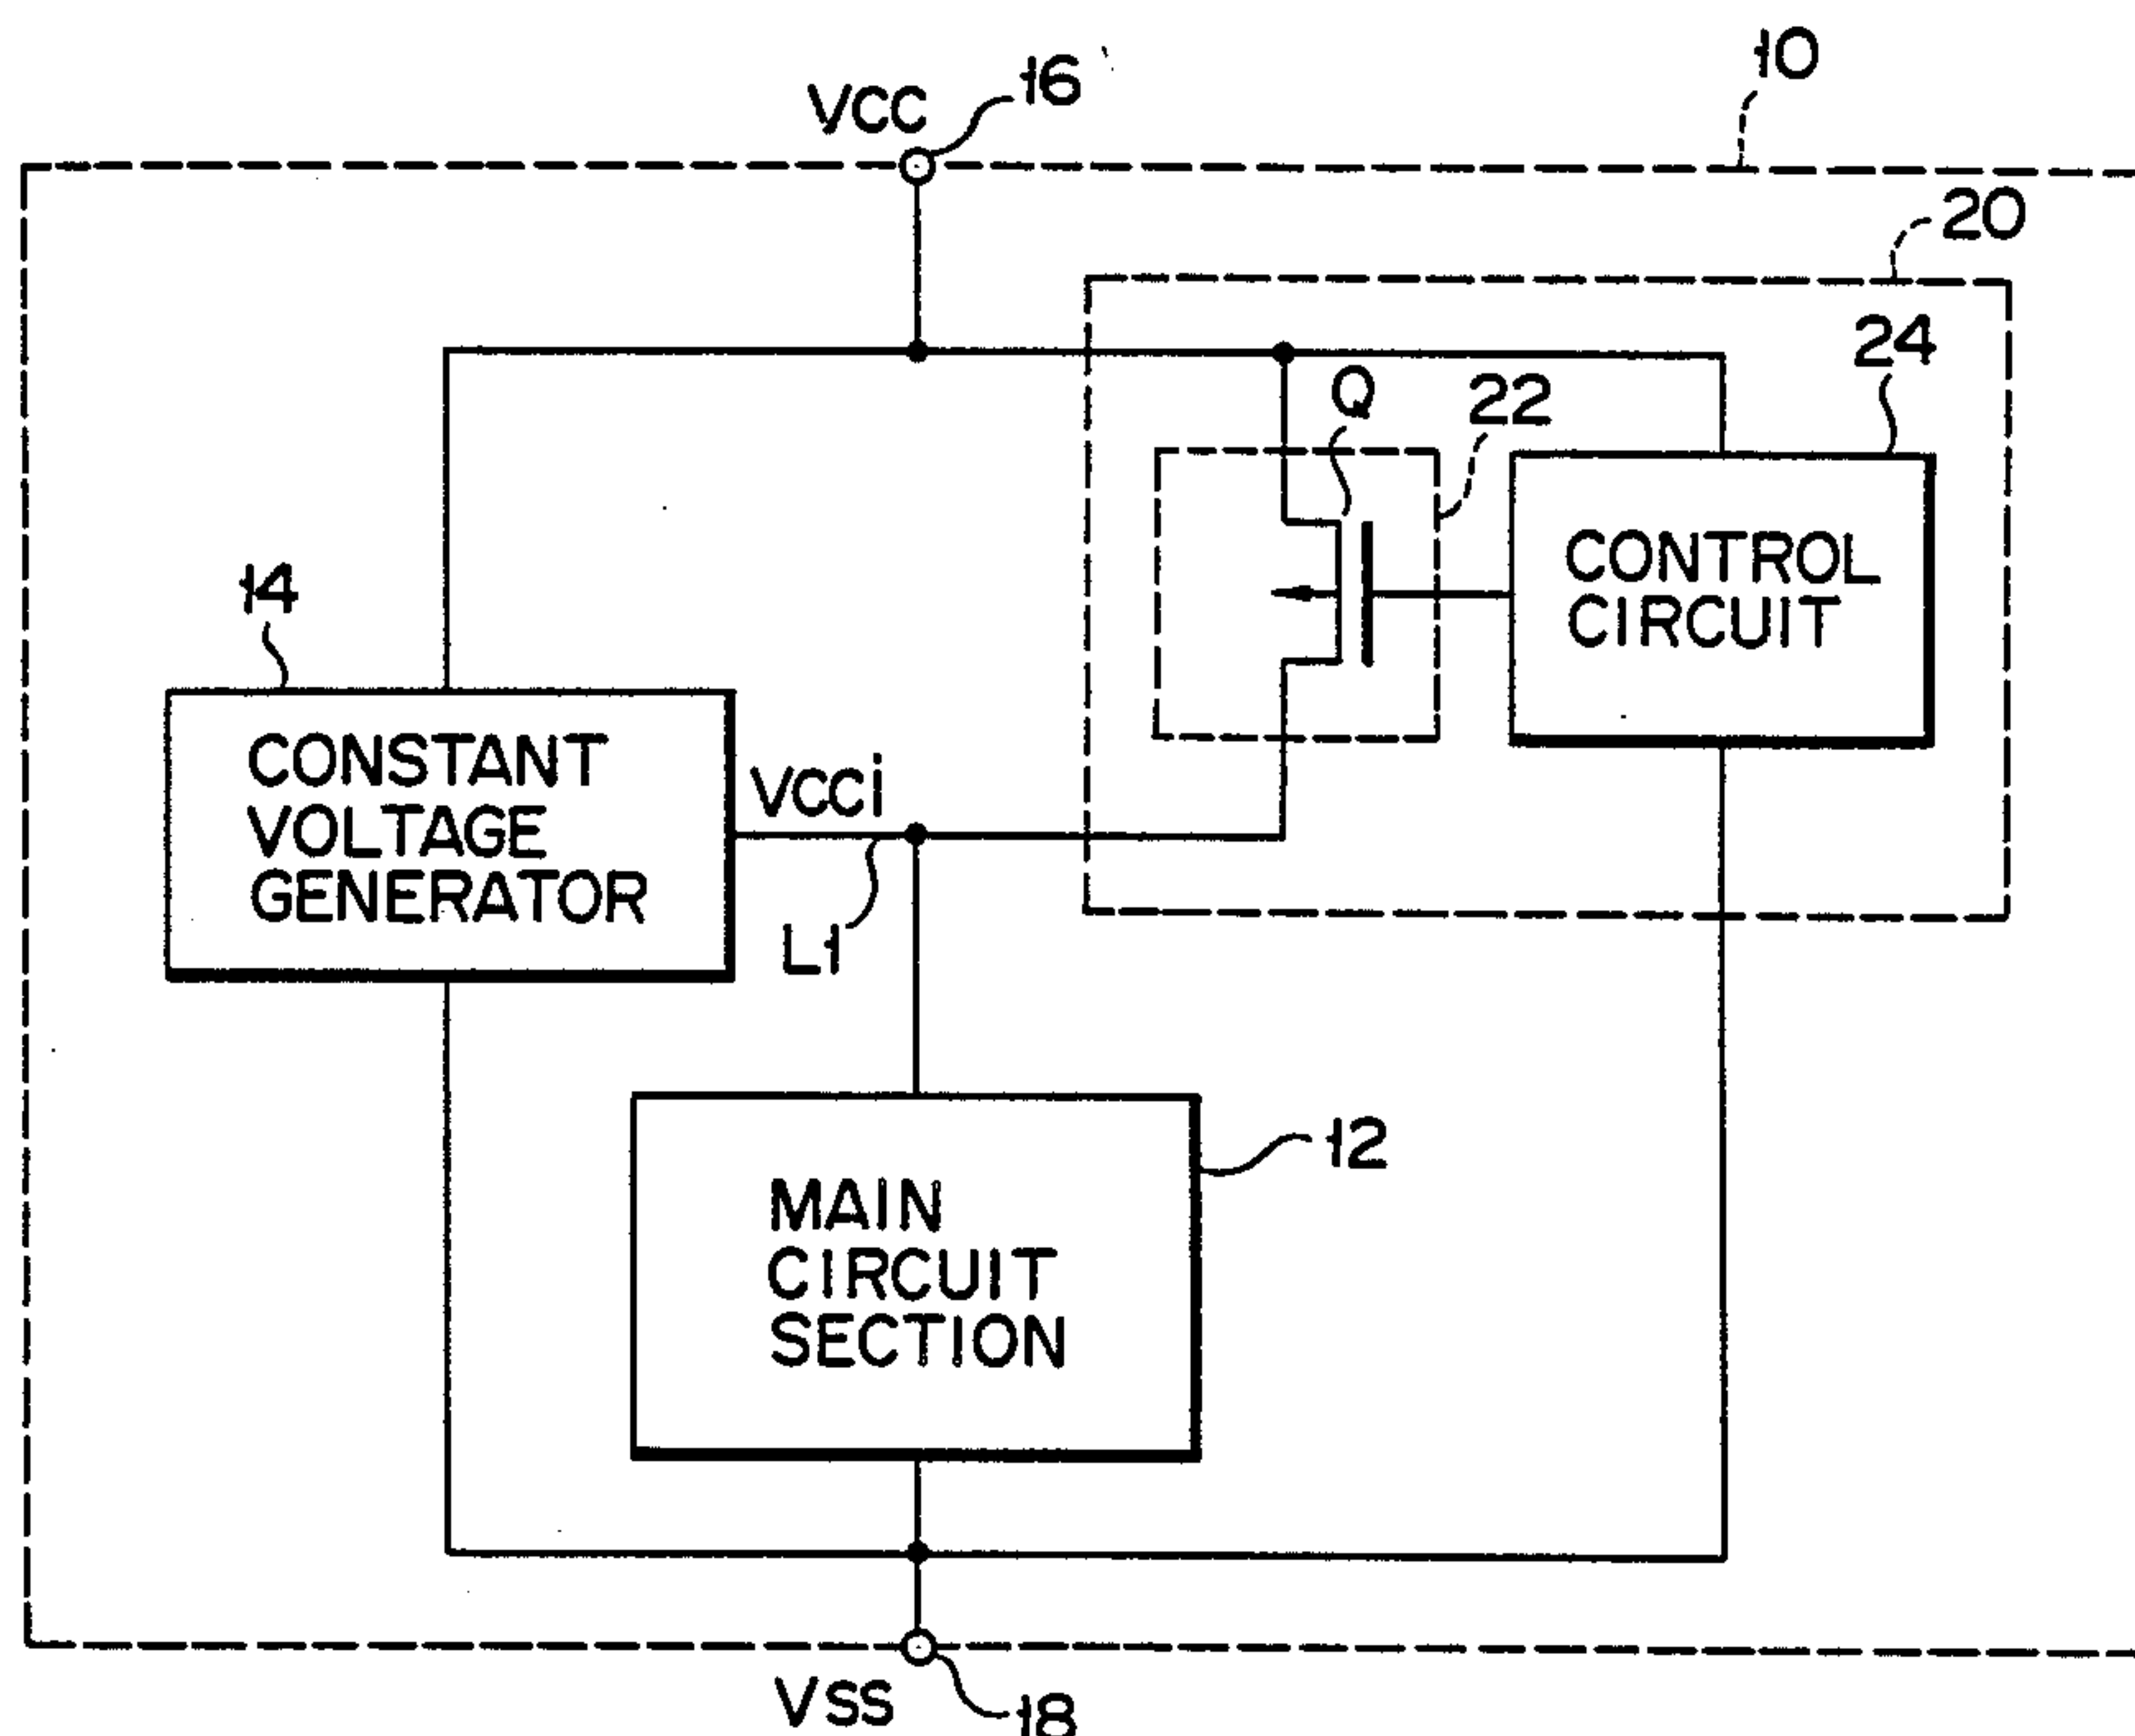 10
VCC
16
20
24
Q
22
CONTROL
CIRCUIT
14
CONSTANT
VOLTAGE
GENERATOR
VCCi
L1
12
MAIN
CIRCUIT
SECTION
VSS
18